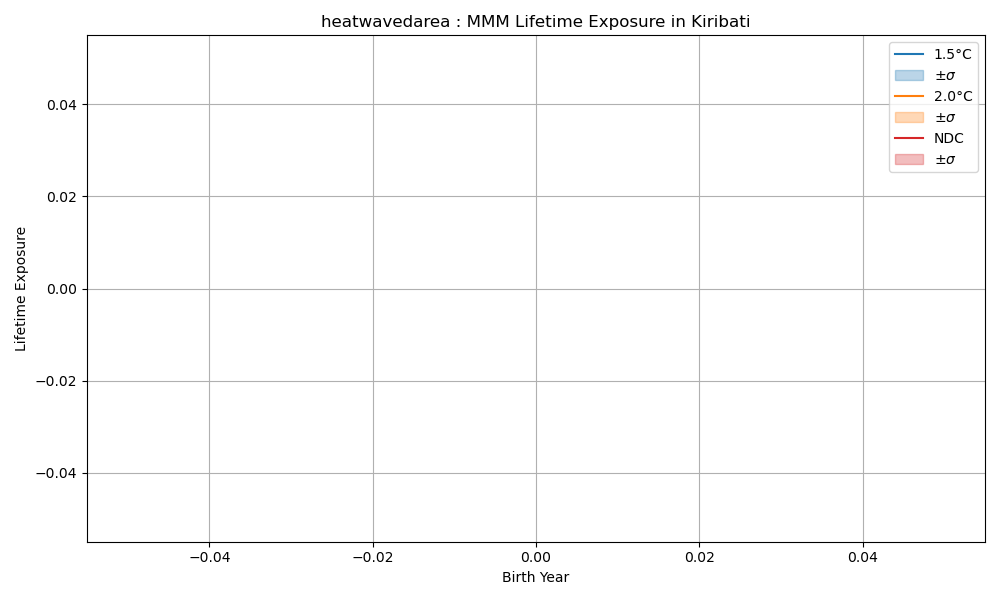 heatwavedarea : MMM Lifetime Exposure in Kiribati
1.5°C
±σ
2.0°C
±σ
NDC
±σ
0.04
0.02
0.00
−0.02
−0.04
Lifetime Exposure
−0.04 −0.02 0.00 0.02 0.04
Birth Year